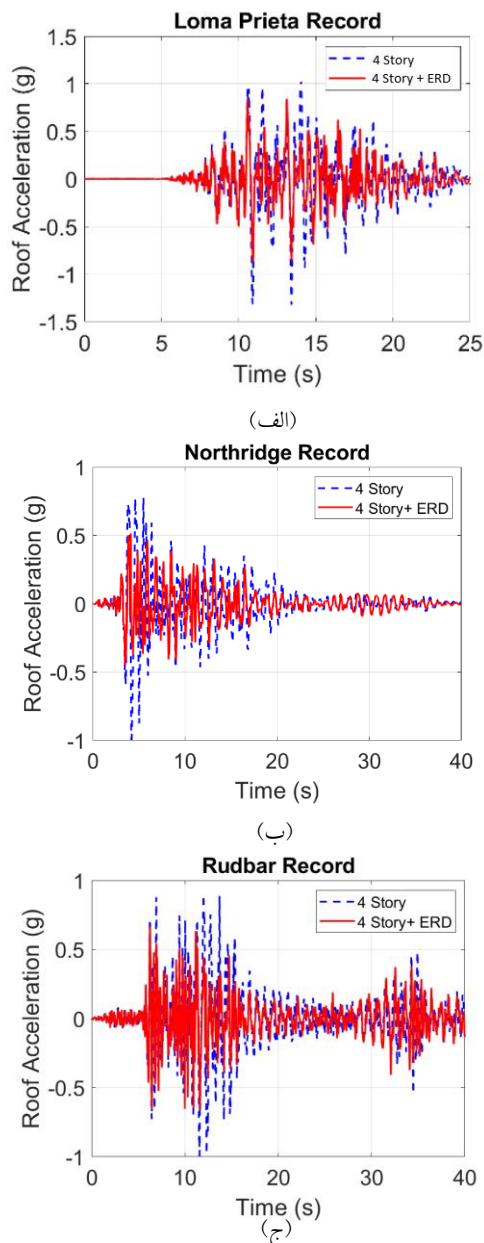 Loma Prieta Record
1.5
1
0.5
0
-0.5
-1
-1.5
Roof Acceleration (g)
4 Story
4 Story + ERD
0 5 10 15 20 25
Time (s)
(الف)
Northridge Record
1
0.5
0
-0.5
-1
Roof Acceleration (g)
4 Story
4 Story+ ERD
0 10 20 30 40
Time (s)
(ب)
Rudbar Record
1
0.5
0
-0.5
-1
Roof Acceleration (g)
4 Story
4 Story+ ERD
0 10 20 30 40
Time (s)
(ج)